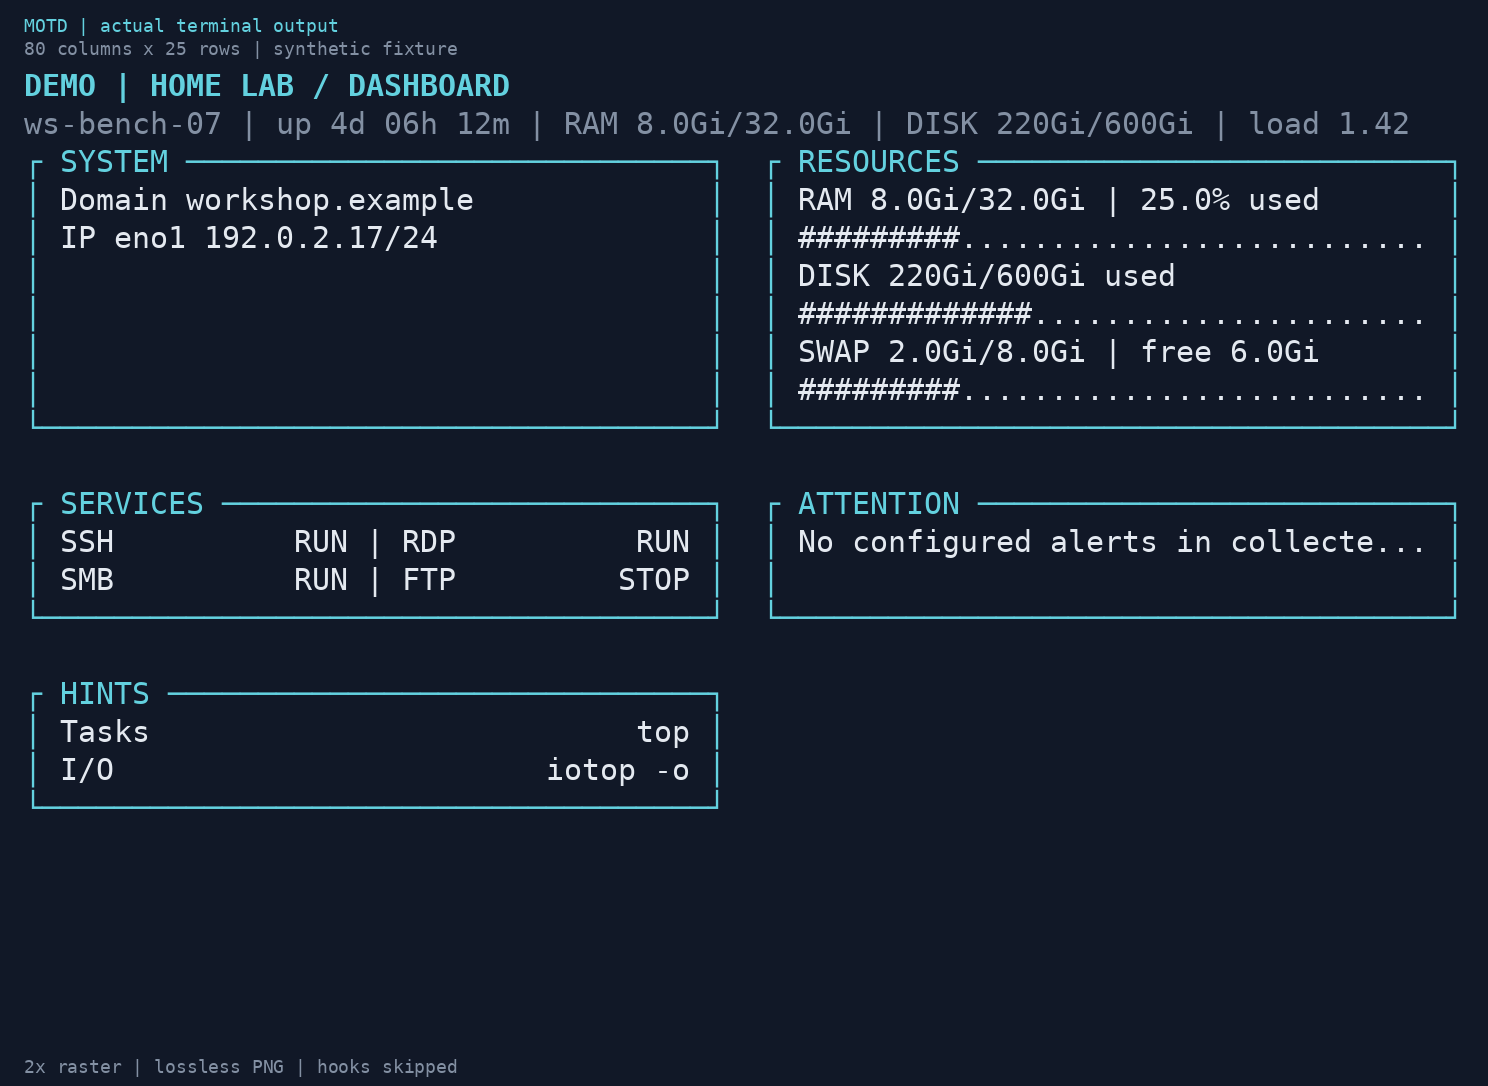 MOTD | actual terminal output
80 columns x 25 rows | synthetic fixture
DEMO | HOME LAB / DASHBOARD
ws-bench-07 | up 4d 06h 12m | RAM 8.0Gi/32.0Gi | DISK 220Gi/600Gi | load 1.42
SYSTEM
Domain workshop.example
IP eno1 192.0.2.17/24
RESOURCES
RAM 8.0Gi/32.0Gi | 25.0% used
#########..........................
DISK 220Gi/600Gi used
#############......................
SWAP 2.0Gi/8.0Gi | free 6.0Gi
#########..........................
SERVICES
SSH          RUN | RDP          RUN
SMB          RUN | FTP         STOP
ATTENTION
No configured alerts in collecte...
HINTS
Tasks                           top
I/O                        iotop -o
2x raster | lossless PNG | hooks skipped